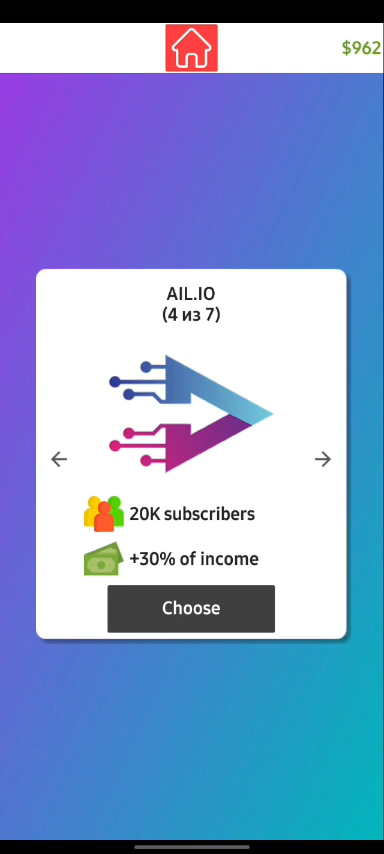 $962
AIL.IO
(4 из 7)
20K subscribers
+30% of income
Choose